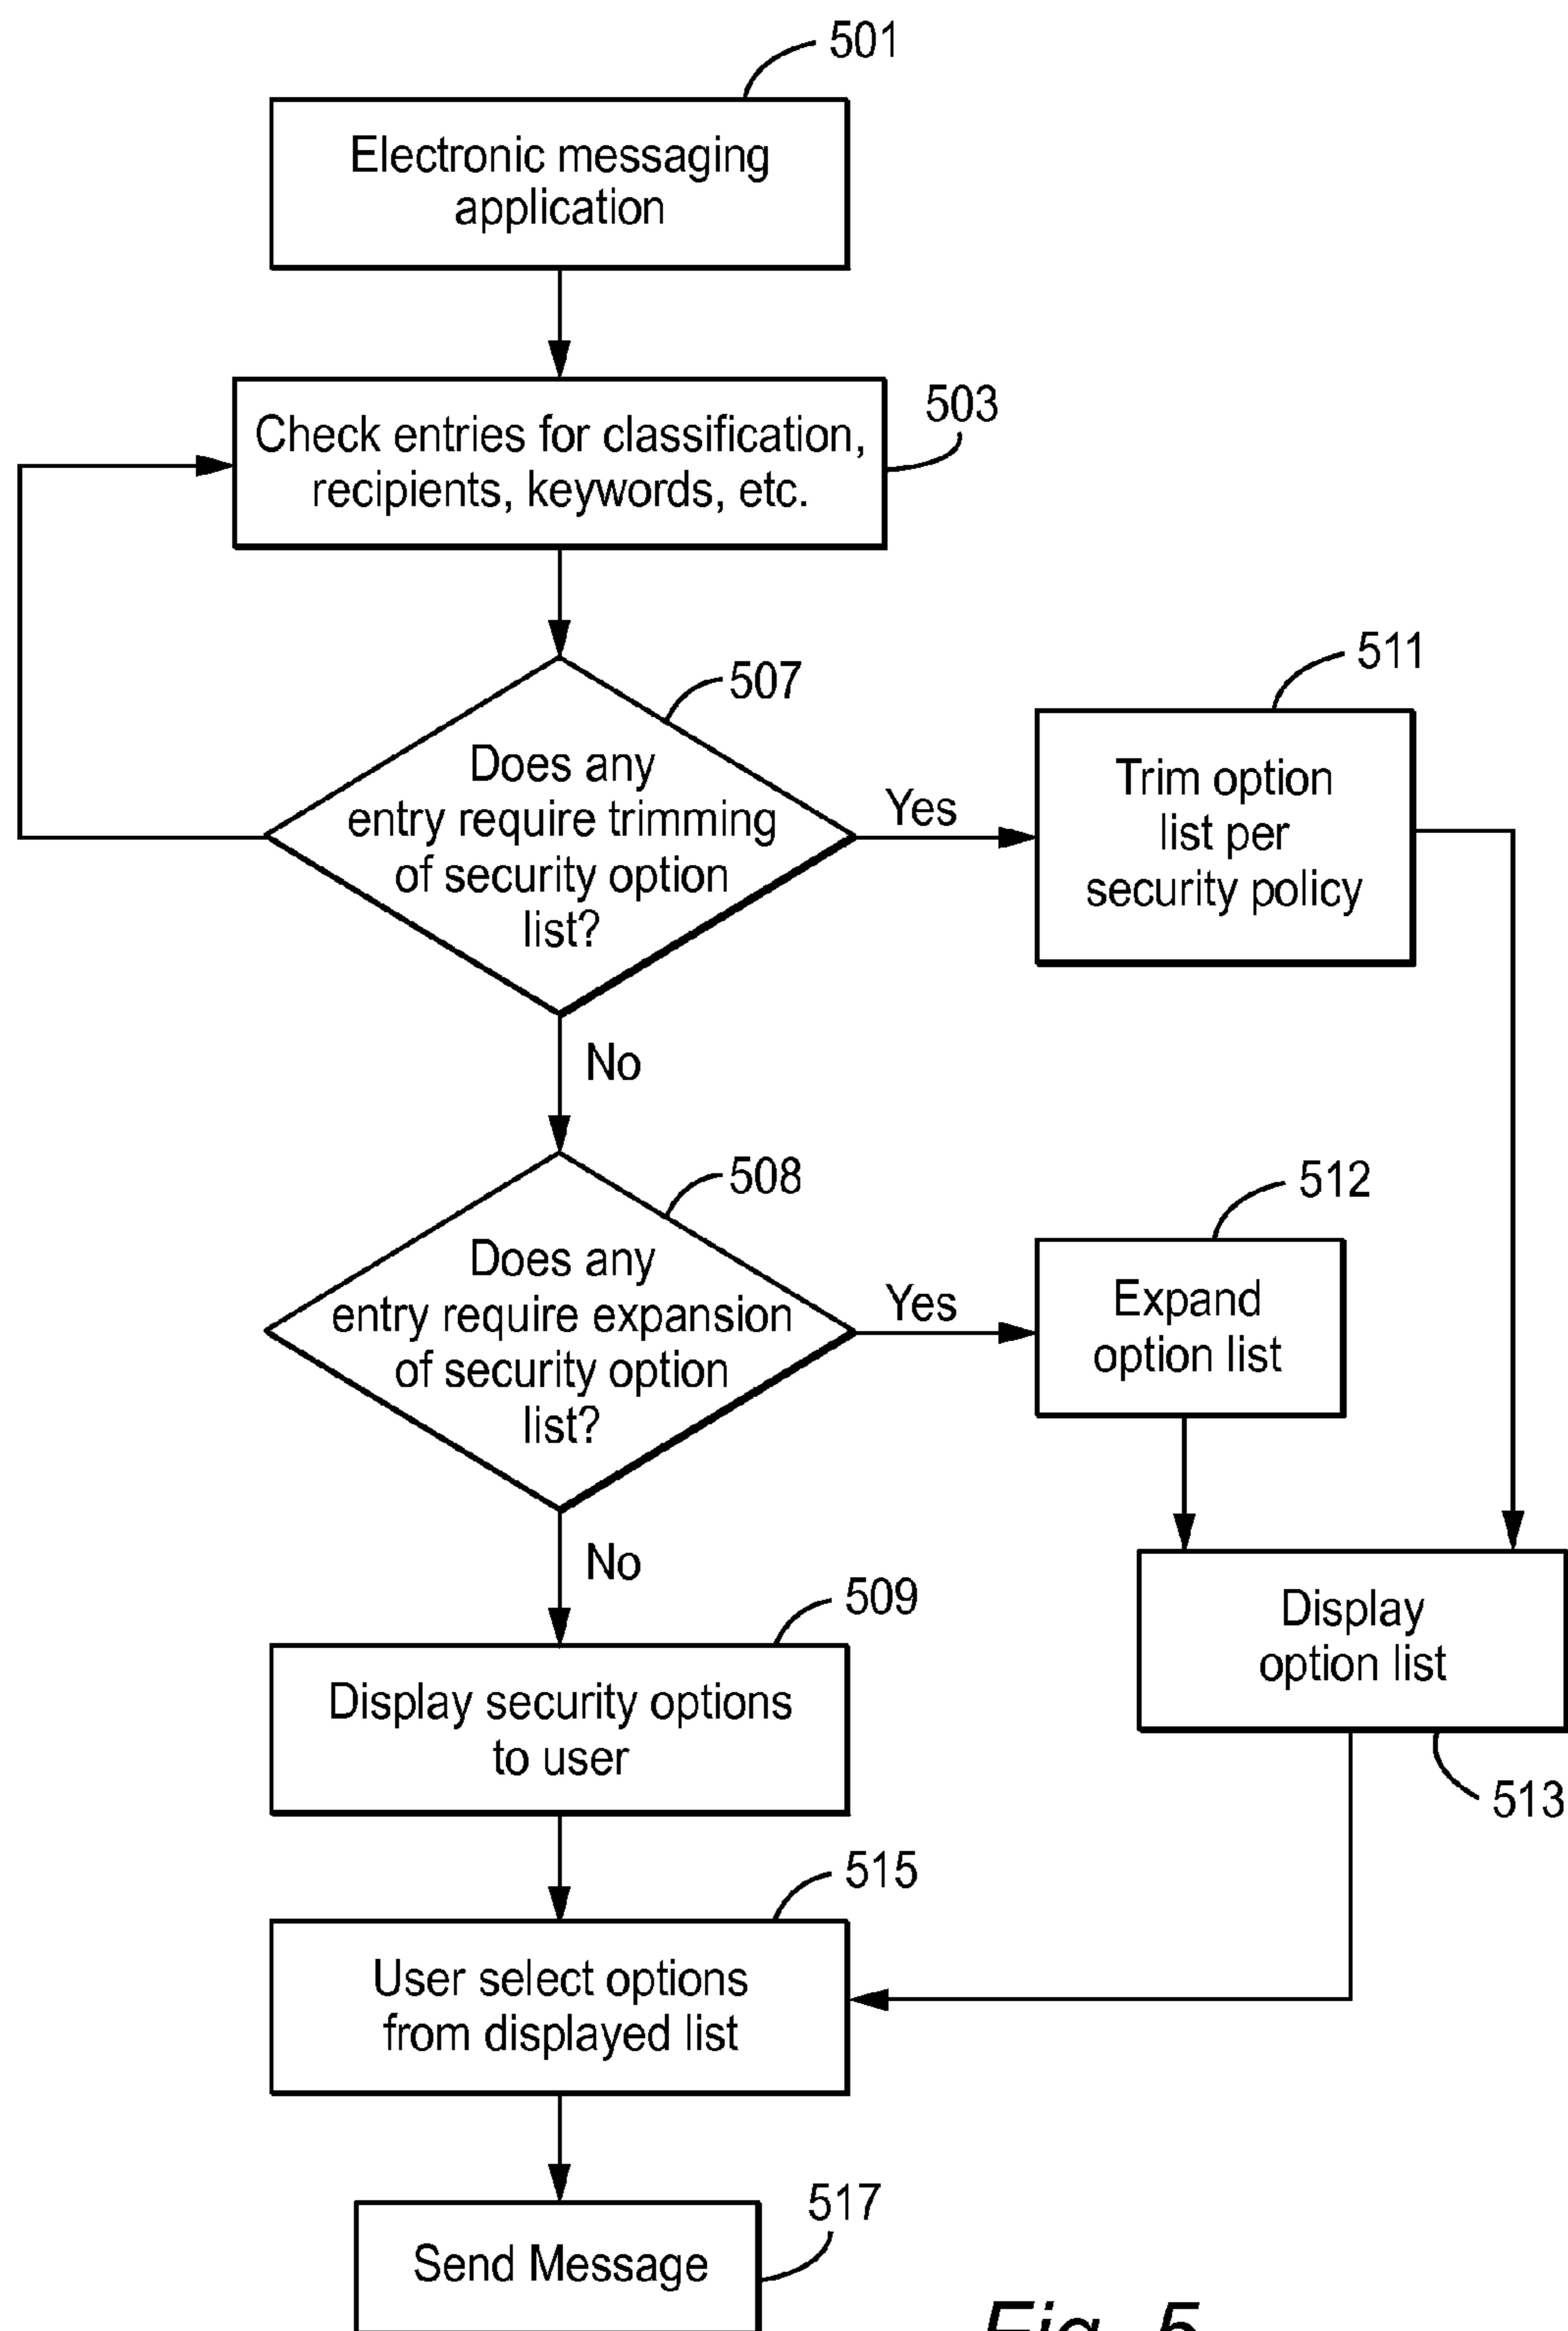 501
Electronic messaging
application
503
Check entries for classification,
recipients, keywords, etc.
507
Does any
entry require trimming
of security option
list?
Yes
511
Trim option
list per
security policy
No
508
Does any
entry require expansion
of security option
list?
Yes
512
Expand
option list
No
509
Display security options
to user
Display
option list
513
515
User select options
from displayed list
517
Send Message
Fig. 5